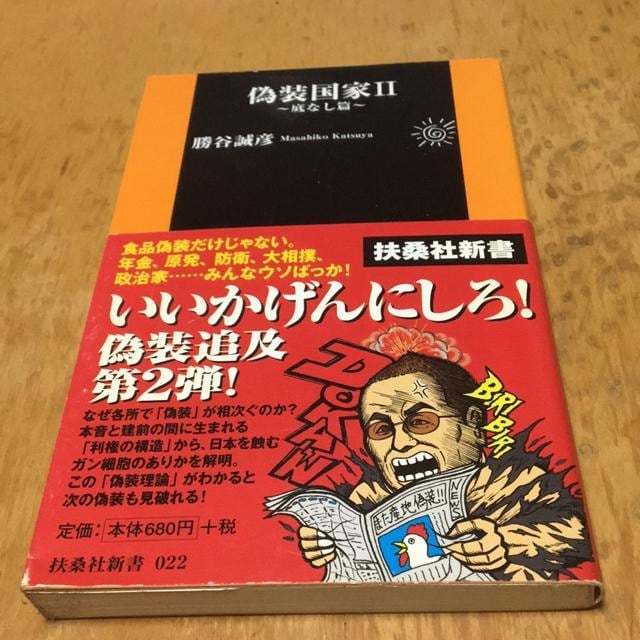 偽装国家II
〜底なし篇〜
勝谷誠彦 Masahiko Katsuya
食品偽装だけじゃない。
年金、原発、防衛、大相撲、
政治家……みんなウソばっか!
扶桑社新書
いいかげんにしろ!
偽装追及
第2弾!
なぜ各所で「偽装」が相次ぐのか?
本音と建前の間に生まれる
「利権の構造」から、日本を蝕む
ガン細胞のありかを解明。
この「偽装理論」がわかると
次の偽装も見破れる!
定価:本体680円+税
扶桑社新書 022
DOKAN
BIRI
BIRI
NEWS
産地偽装!!